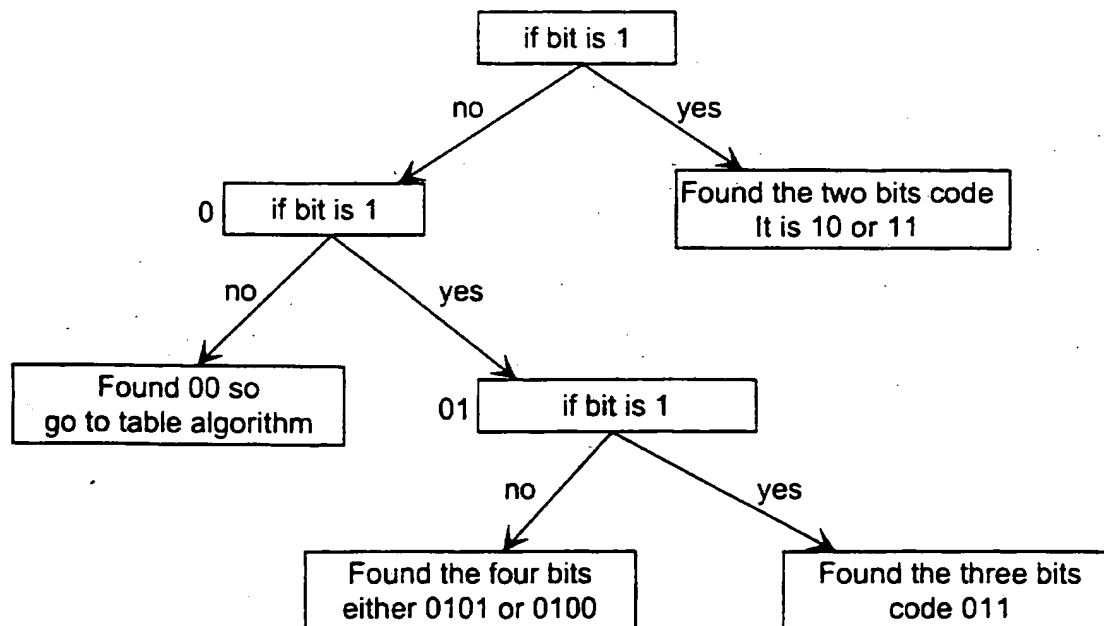 if bit is 1
no
yes
0
if bit is 1
Found the two bits code
It is 10 or 11
no
yes
Found 00 so
go to table algorithm
01
if bit is 1
no
yes
Found the four bits
either 0101 or 0100
Found the three bits
code 011